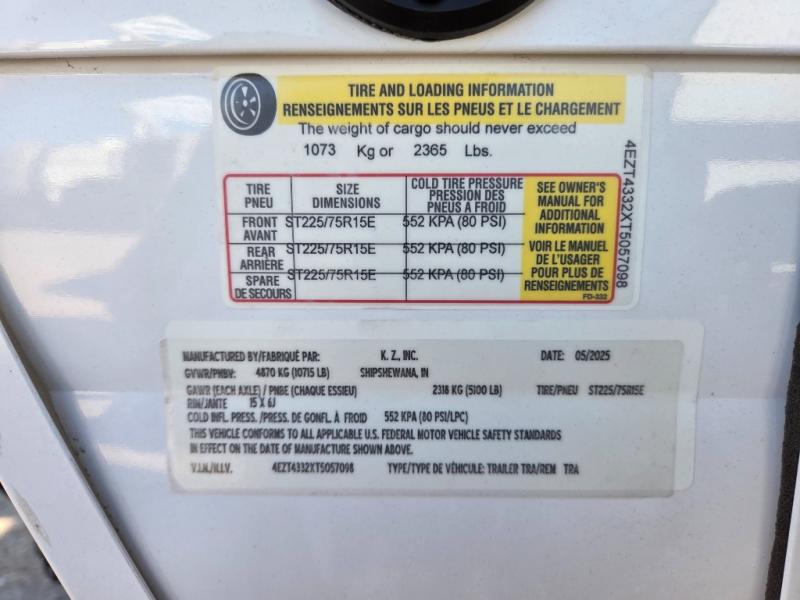 TIRE AND LOADING INFORMATION
RENSEIGNEMENTS SUR LES PNEUS ET LE CHARGEMENT
The weight of cargo should never exceed
1073 Kg or 2365 Lbs.
TIRE PNEU SIZE DIMENSIONS COLD TIRE PRESSURE PRESSION DES PNEUS A FROID
FRONT AVANT ST225/75R15E 552 KPA (80 PSI)
REAR ARRIÈRE ST225/75R15E 552 KPA (80 PSI)
SPARE DE SECOURS ST225/75R15E 552 KPA (80 PSI)
SEE OWNER'S
MANUAL FOR
ADDITIONAL
INFORMATION
VOIR LE MANUEL
DE L'USAGER
POUR PLUS DE
RENSEIGNEMENTS
FD-332
4EZT4332XT5057098
MANUFACTURED BY/FABRIQUÉ PAR: K. Z., INC. DATE: 05/2025
GVWR/PNBV: 4870 KG (10715 LB) SHIPSHEWANA, IN
GAWR (EACH AXLE) / PNBE (CHAQUE ESSIEU) 2318 KG (5100 LB) TIRE/PNEU ST225/75R15E
RIM/JANTE 15 X 6J
COLD INFL. PRESS. /PRESS. DE GONFL. À FROID 552 KPA (80 PSI/LPC)
THIS VEHICLE CONFORMS TO ALL APPLICABLE U.S. FEDERAL MOTOR VEHICLE SAFETY STANDARDS
IN EFFECT ON THE DATE OF MANUFACTURE SHOWN ABOVE.
V.I.N./N.I.V. 4EZT4332XT5057098 TYPE/TYPE DE VÉHICULE: TRAILER TRA/REM TRA